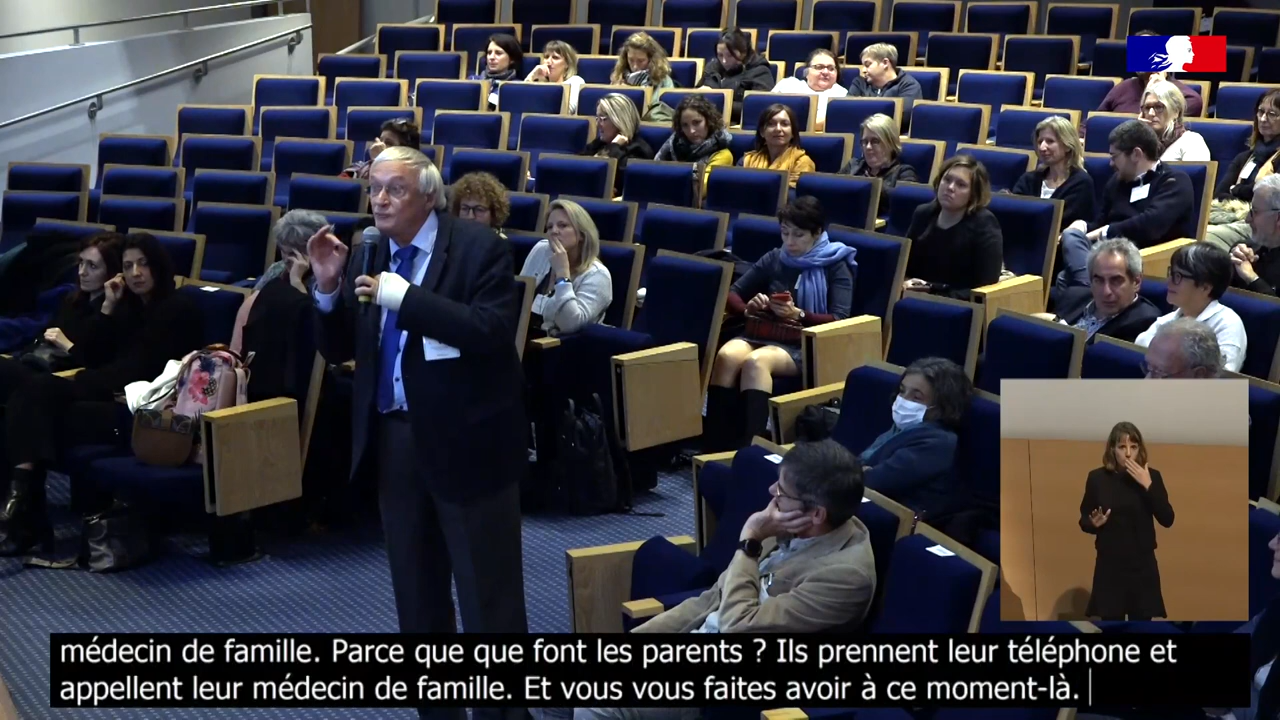 médecin de famille. Parce que que font les parents ? Ils prennent leur téléphone et
appellent leur médecin de famille. Et vous vous faites avoir à ce moment-là.